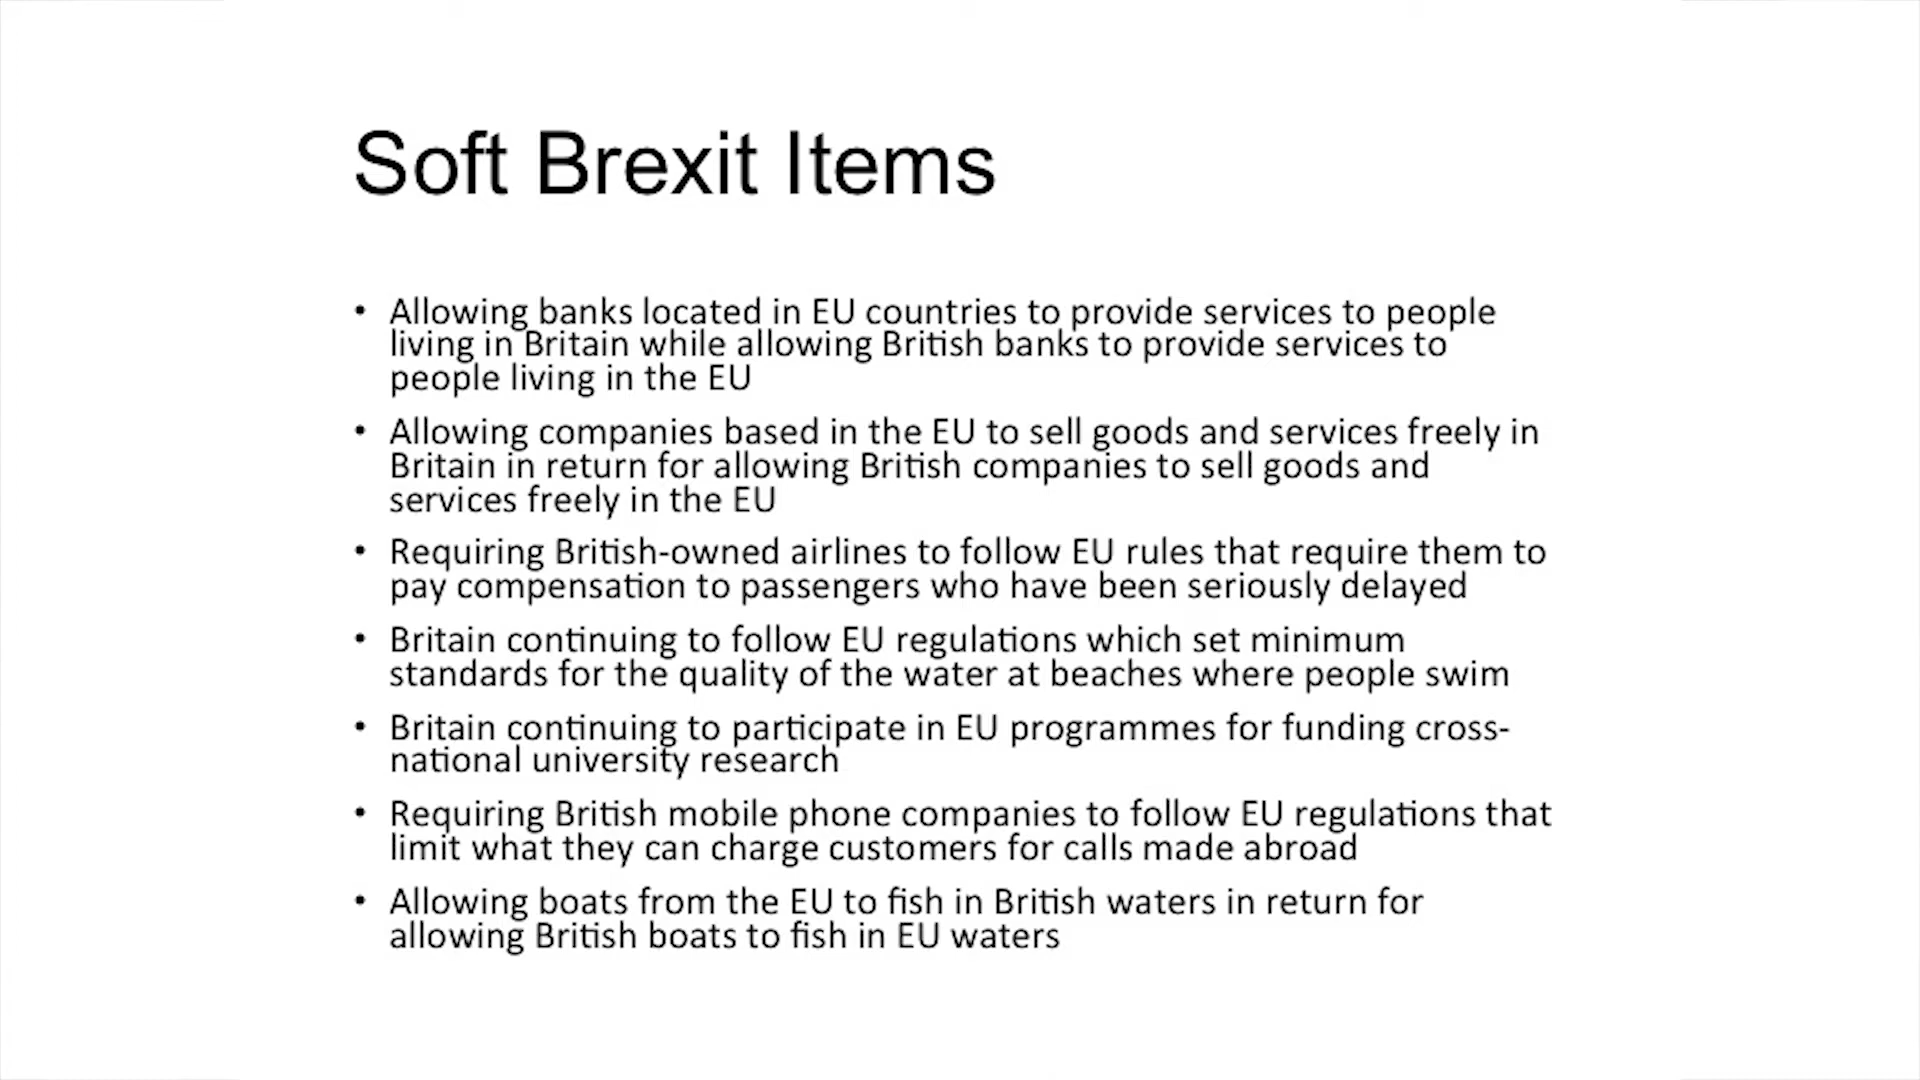 Soft Brexit Items
• Allowing banks located in EU countries to provide services to people
living in Britain while allowing British banks to provide services to
people living in the EU
• Allowing companies based in the EU to sell goods and services freely in
Britain in return for allowing British companies to sell goods and
services freely in the EU
• Requiring British-owned airlines to follow EU rules that require them to
pay compensation to passengers who have been seriously delayed
• Britain continuing to follow EU regulations which set minimum
standards for the quality of the water at beaches where people swim
• Britain continuing to participate in EU programmes for funding cross-
national university research
• Requiring British mobile phone companies to follow EU regulations that
limit what they can charge customers for calls made abroad
• Allowing boats from the EU to fish in British waters in return for
allowing British boats to fish in EU waters